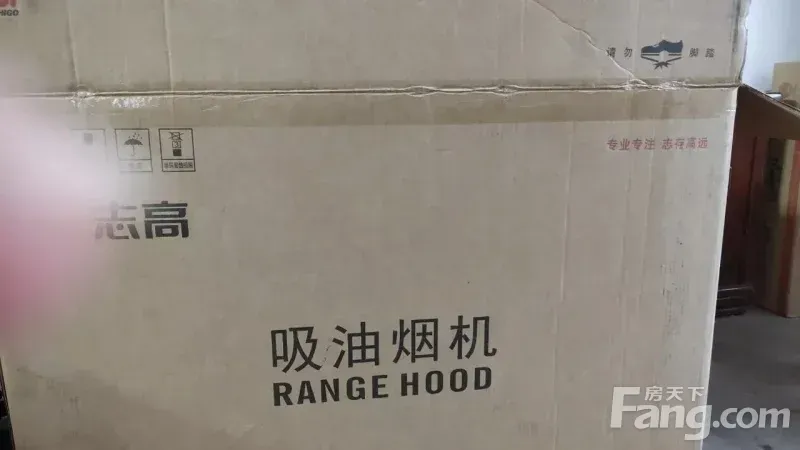 请勿 脚踏
专业专注 志存高远
志高
吸油烟机
RANGE HOOD
房天下
Fang.com